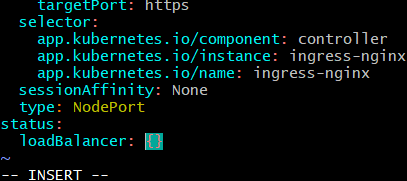 targetPort: https
selector:
app.kubernetes.io/component: controller
app.kubernetes.io/instance: ingress-nginx
app.kubernetes.io/name: ingress-nginx
sessionAffinity: None
type: NodePort
status:
loadBalancer: {}
~
-- INSERT --